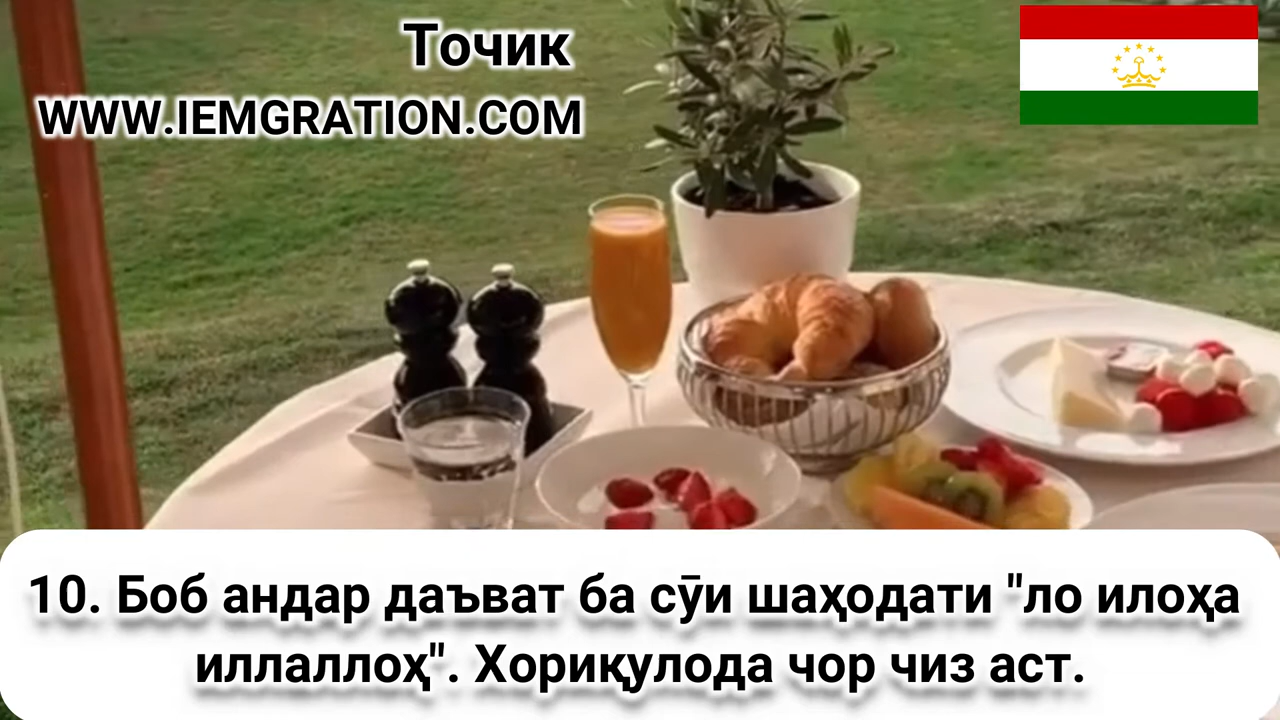 Точик
WWW.IEMGRATION.COM
10. Боб андар даъват ба сӯи шаҳодати "ло илоҳа
иллаллоҳ". Хориқулода чор чиз аст.